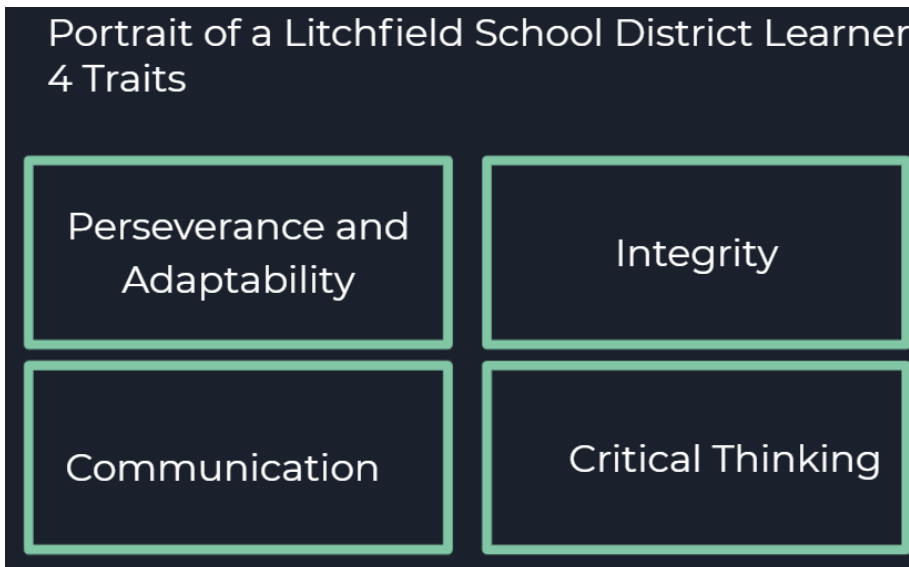 Portrait of a Litchfield School District Learner
4 Traits
Perseverance and
Adaptability
Integrity
Communication
Critical Thinking